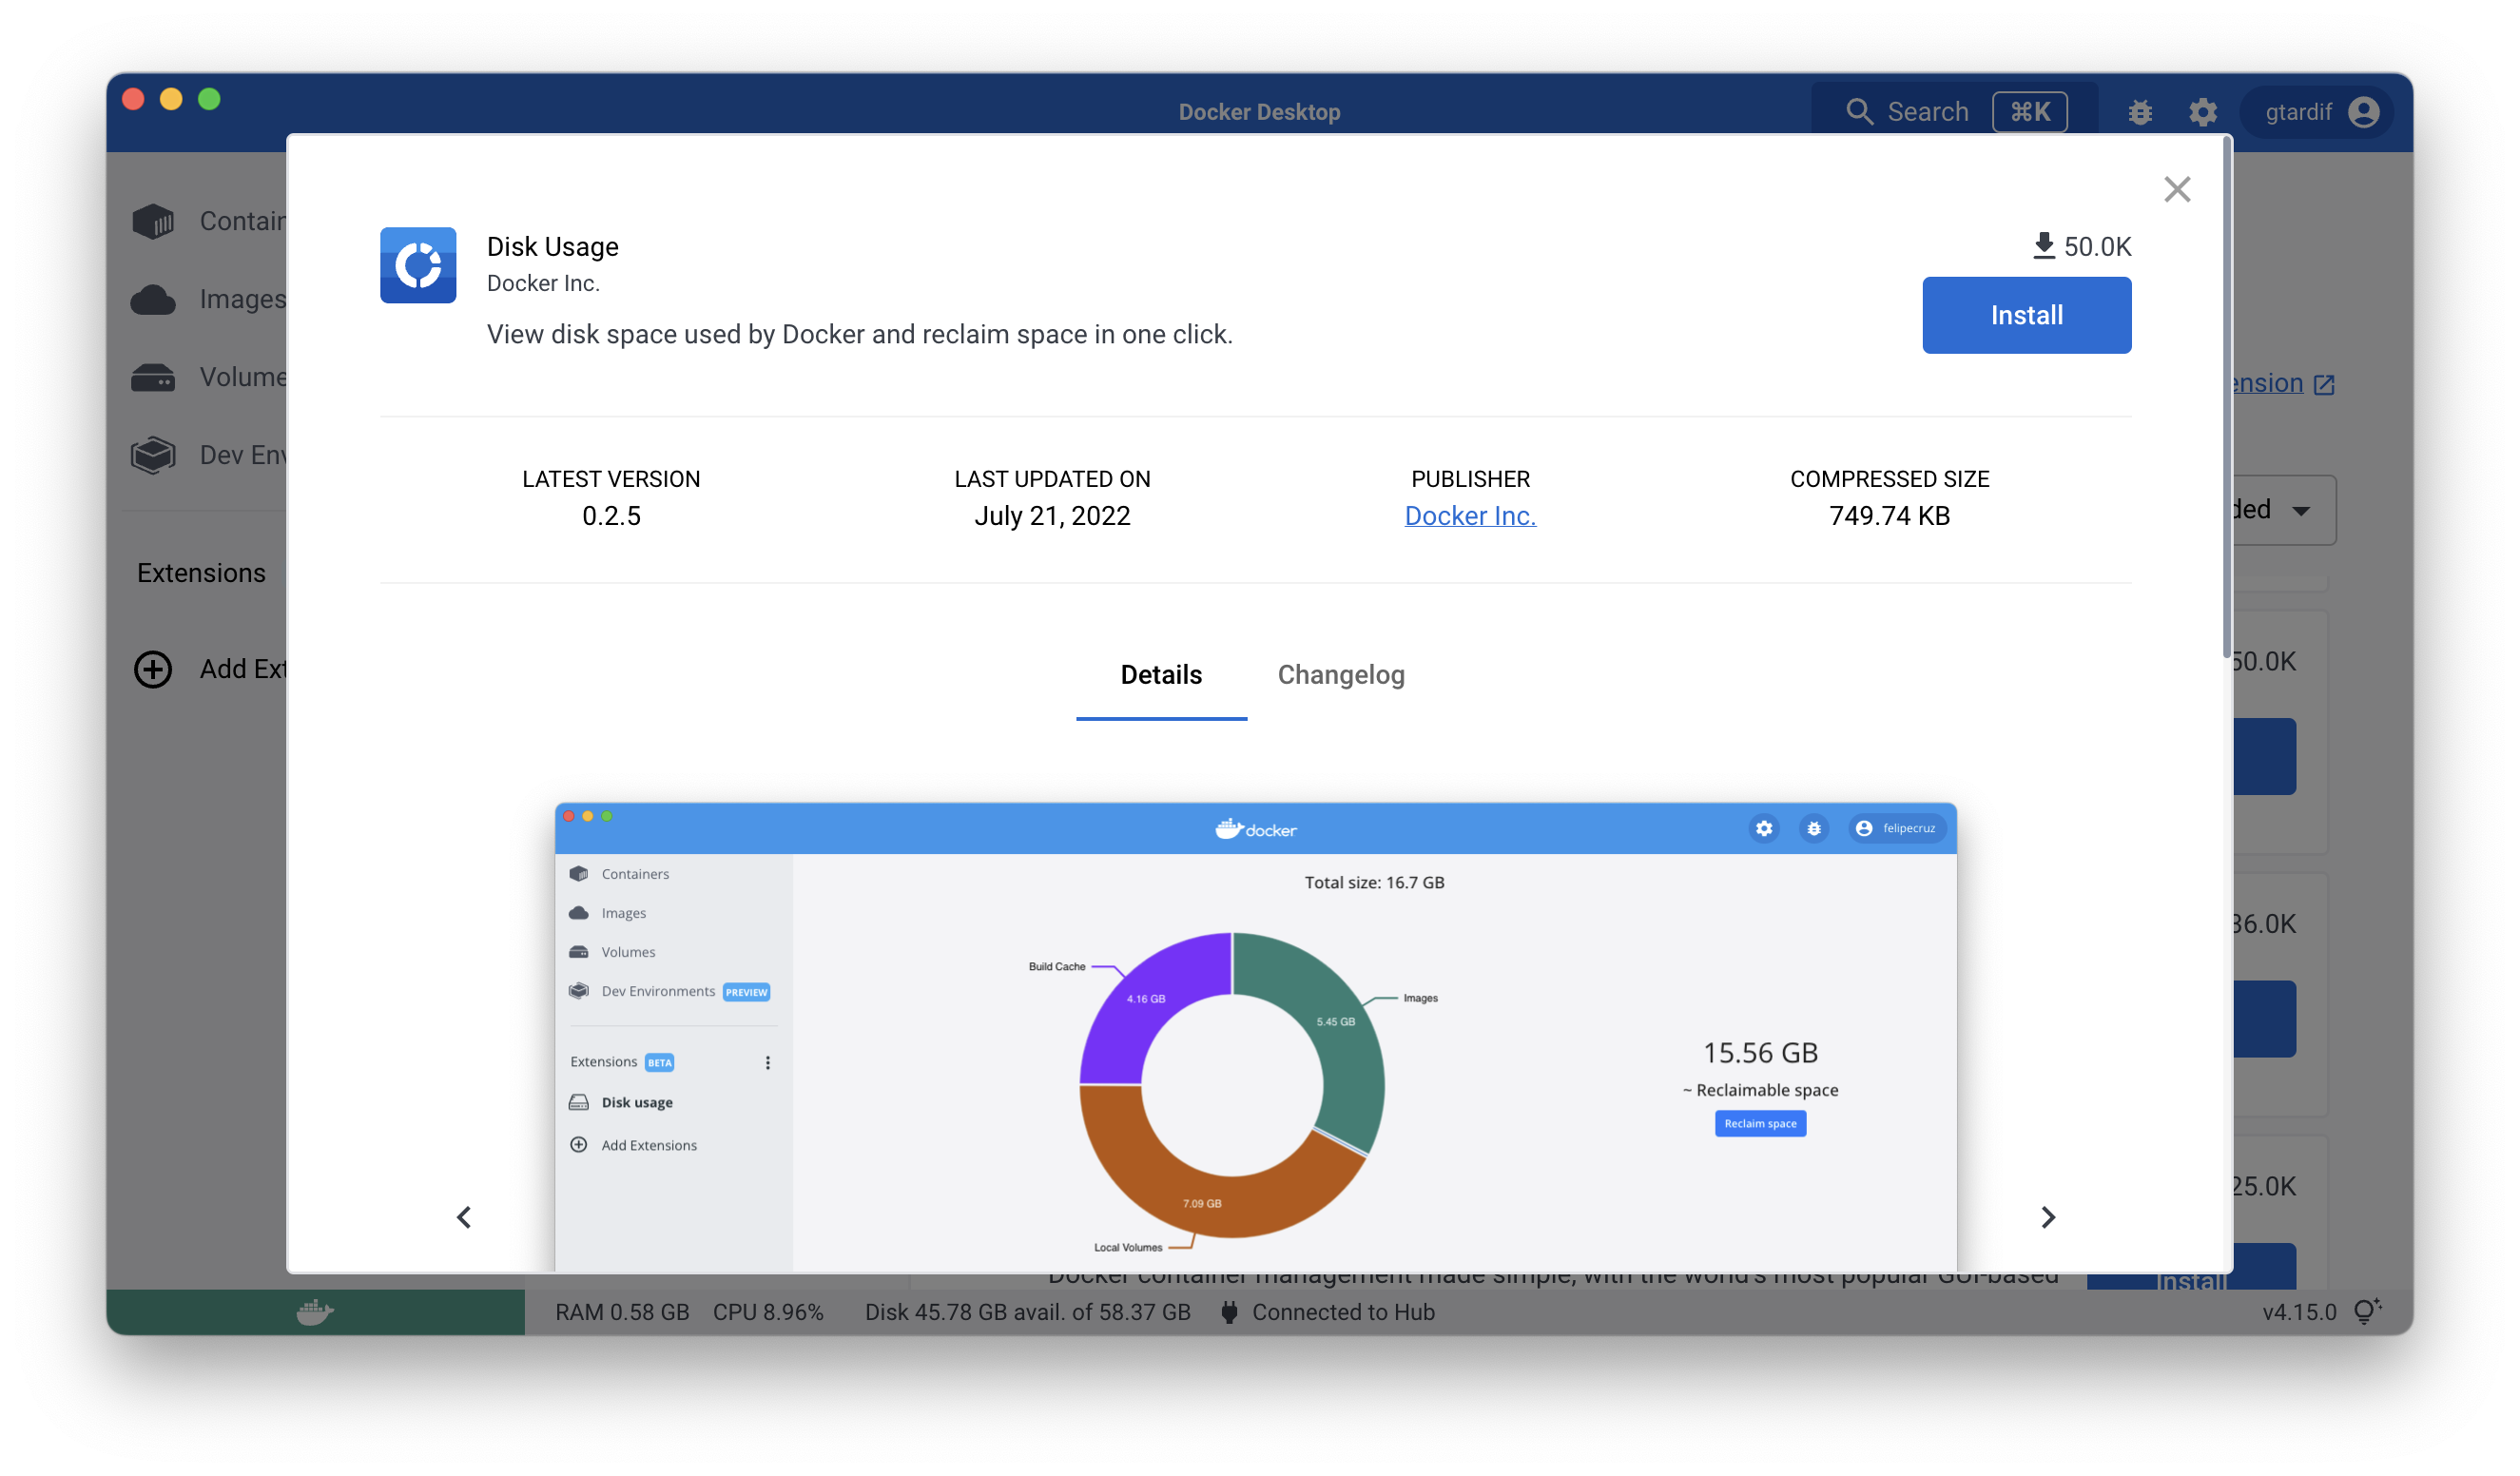 Docker Desktop
Search ⌘K
gtardif
Contain
Images
Volume
Dev Env
Extensions
Add Ext
Disk Usage
Docker Inc.
View disk space used by Docker and reclaim space in one click.
50.0K
Install
ension
LATEST VERSION
0.2.5
LAST UPDATED ON
July 21, 2022
PUBLISHER
Docker Inc.
COMPRESSED SIZE
749.74 KB
ded
Details
Changelog
50.0K
36.0K
25.0K
docker
felipecruz
Containers
Images
Volumes
Dev Environments PREVIEW
Extensions BETA
Disk usage
Add Extensions
Total size: 16.7 GB
Build Cache
4.16 GB
Images
5.45 GB
7.09 GB
Local Volumes
15.56 GB
~ Reclaimable space
Reclaim space
Docker container management made simple, with the world's most popular GUI-based
Install
RAM 0.58 GB CPU 8.96% Disk 45.78 GB avail. of 58.37 GB Connected to Hub
v4.15.0